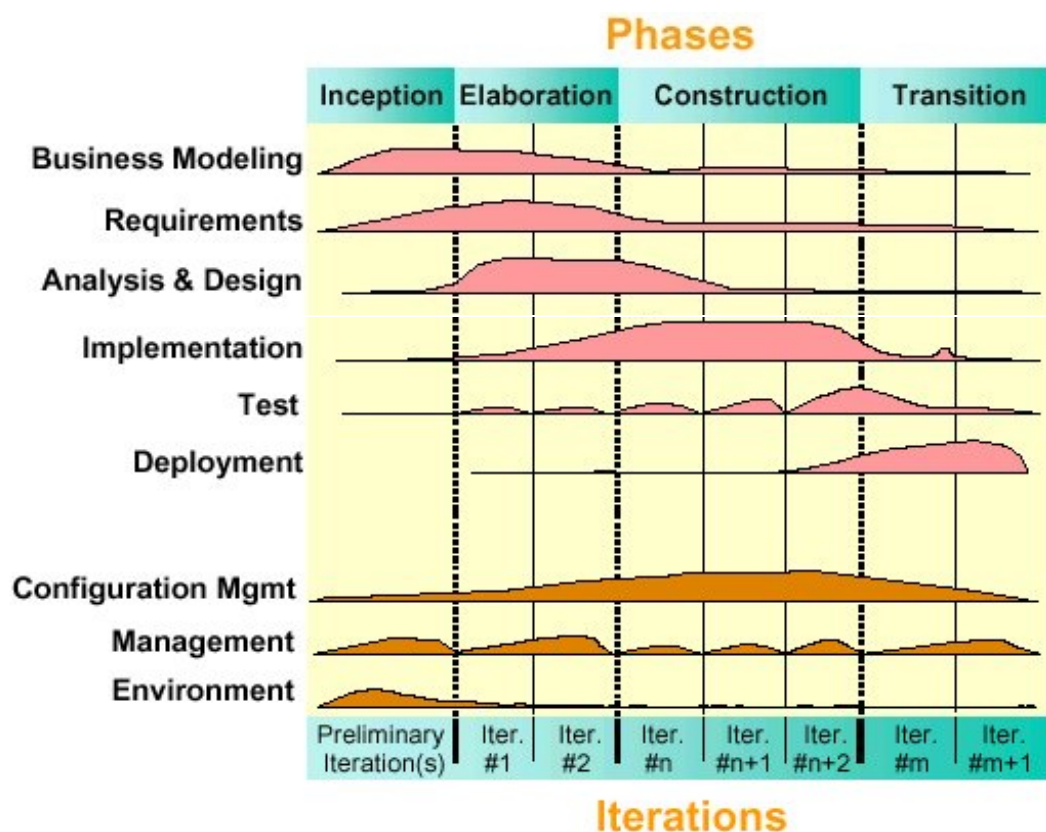 Phases
Inception Elaboration Construction Transition
Business Modeling
Requirements
Analysis & Design
Implementation
Test
Deployment
Configuration Mgmt
Management
Environment
Preliminary Iter. Iter. Iter. Iter. Iter. Iter. Iter.
Iteration(s) #1 #2 #n #n+1 #n+2 #m #m+1
Iterations